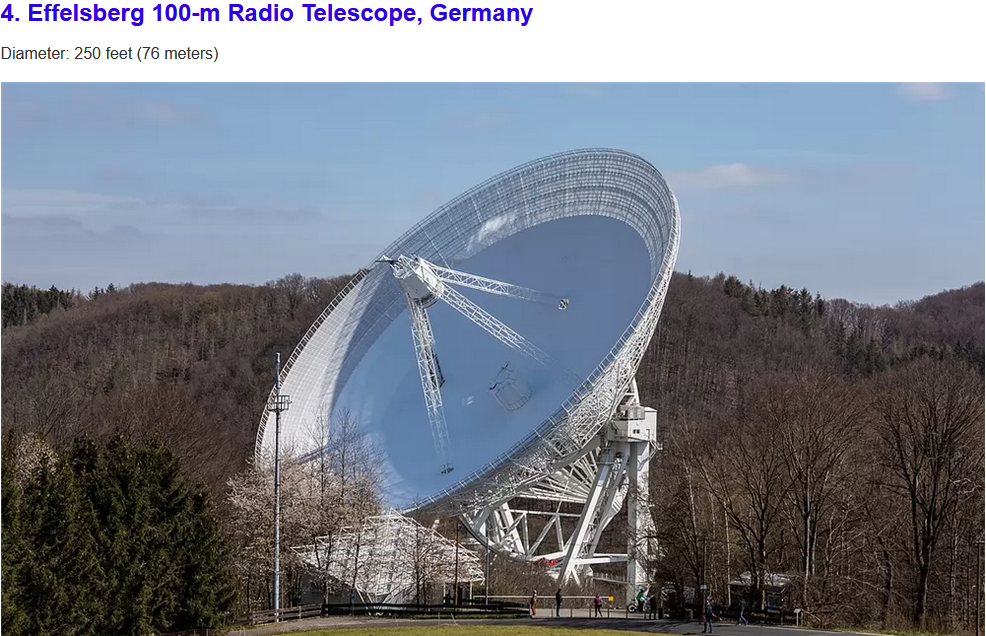 4. Effelsberg 100-m Radio Telescope, Germany
Diameter: 250 feet (76 meters)